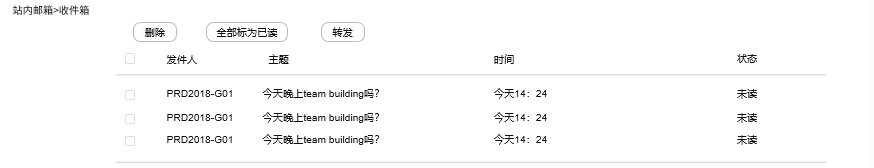 站内邮箱>收件箱
删除 全部标为已读 转发
发件人 主题 时间 状态
PRD2018-G01 今天晚上team building吗? 今天14：24 未读
PRD2018-G01 今天晚上team building吗? 今天14：24 未读
PRD2018-G01 今天晚上team building吗? 今天14：24 未读